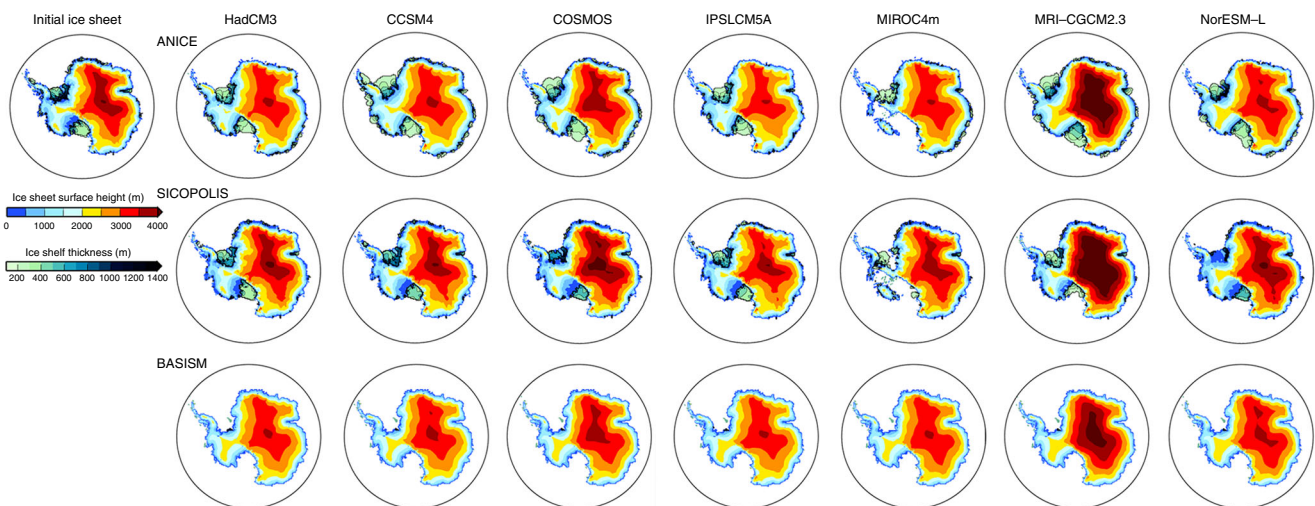 Initial ice sheet HadCM3 CCSM4 COSMOS IPSLCM5A MIROC4m MRI–CGCM2.3 NorESM–L
ANICE
SICOPOLIS
Ice sheet surface height (m)
0 1000 2000 3000 4000
Ice shelf thickness (m)
200 400 600 800 1000 1200 1400
BASISM